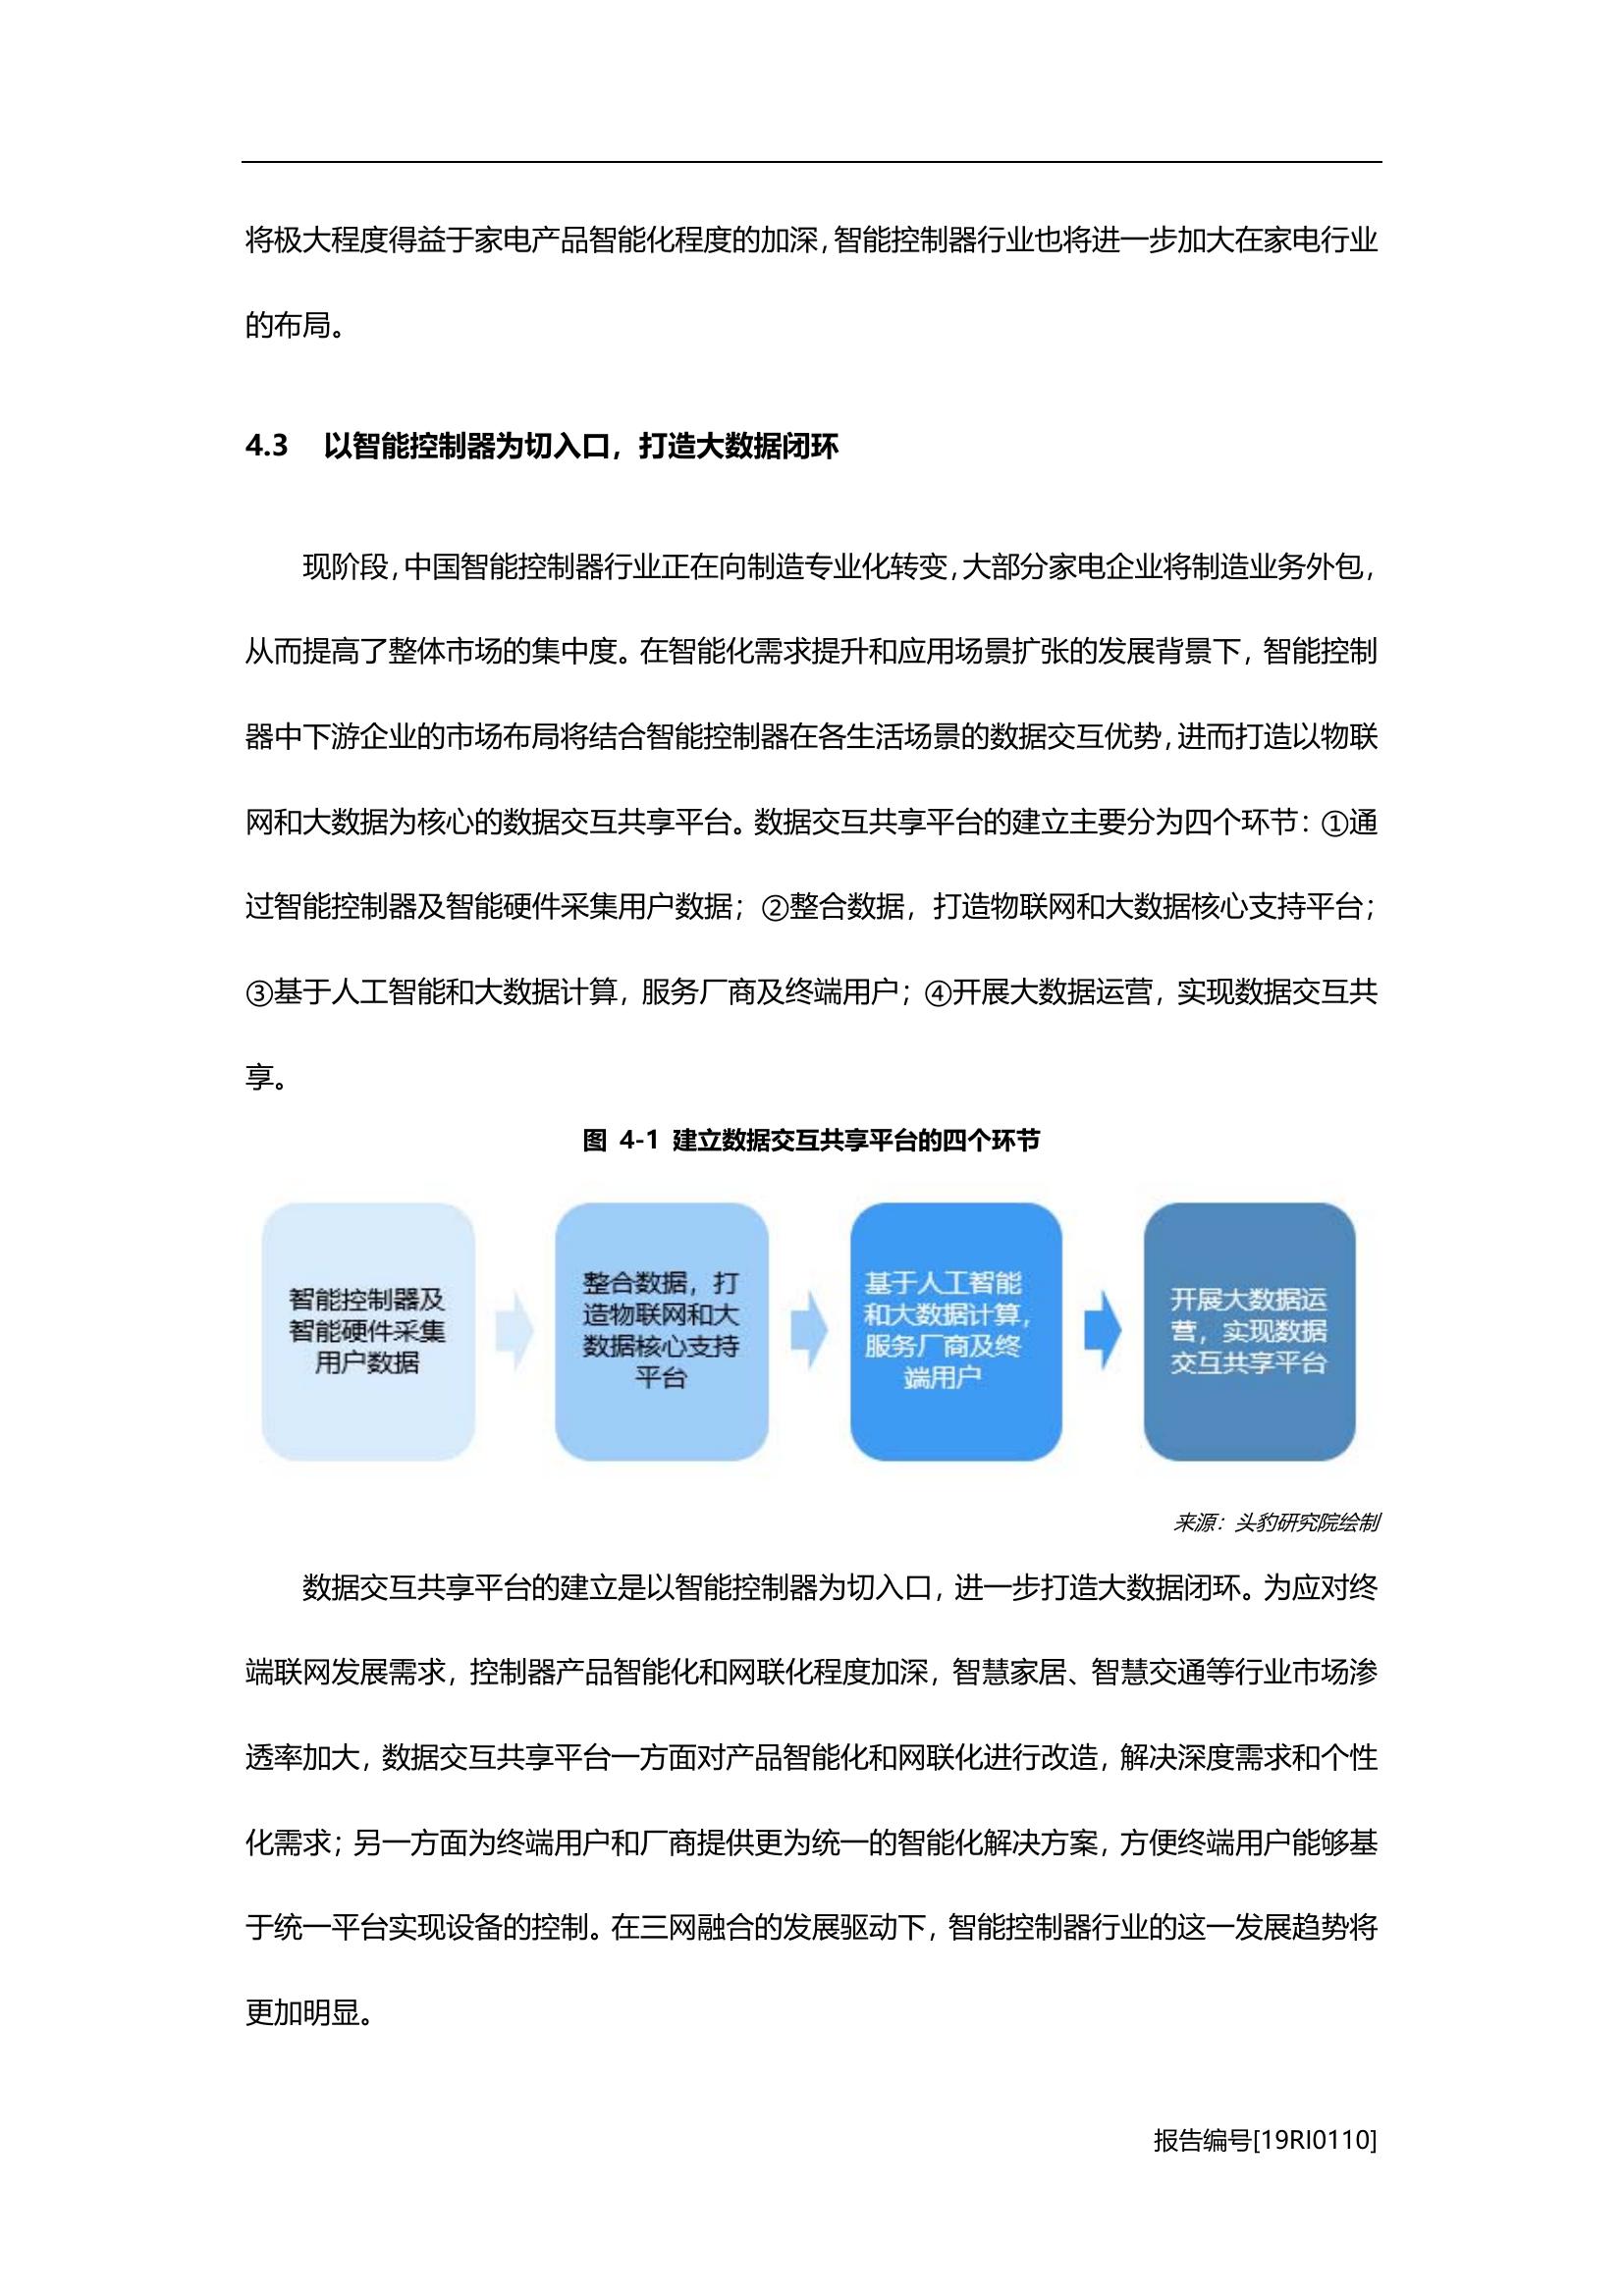 将极大程度得益于家电产品智能化程度的加深，智能控制器行业也将进一步加大在家电行业
的布局。
4.3 以智能控制器为切入口，打造大数据闭环
现阶段，中国智能控制器行业正在向制造专业化转变，大部分家电企业将制造业务外包，
从而提高了整体市场的集中度。在智能化需求提升和应用场景扩张的发展背景下，智能控制
器中下游企业的市场布局将结合智能控制器在各生活场景的数据交互优势，进而打造以物联
网和大数据为核心的数据交互共享平台。数据交互共享平台的建立主要分为四个环节：①通
过智能控制器及智能硬件采集用户数据；②整合数据，打造物联网和大数据核心支持平台；
③基于人工智能和大数据计算，服务厂商及终端用户；④开展大数据运营，实现数据交互共
享。
图 4-1 建立数据交互共享平台的四个环节
智能控制器及
智能硬件采集
用户数据
整合数据，打
造物联网和大
数据核心支持
平台
基于人工智能
和大数据计算，
服务厂商及终
端用户
开展大数据运
营，实现数据
交互共享平台
来源：头豹研究院绘制
数据交互共享平台的建立是以智能控制器为切入口，进一步打造大数据闭环。为应对终
端联网发展需求，控制器产品智能化和网联化程度加深，智慧家居、智慧交通等行业市场渗
透率加大，数据交互共享平台一方面对产品智能化和网联化进行改造，解决深度需求和个性
化需求；另一方面为终端用户和厂商提供更为统一的智能化解决方案，方便终端用户能够基
于统一平台实现设备的控制。在三网融合的发展驱动下，智能控制器行业的这一发展趋势将
更加明显。
报告编号[19RI0110]